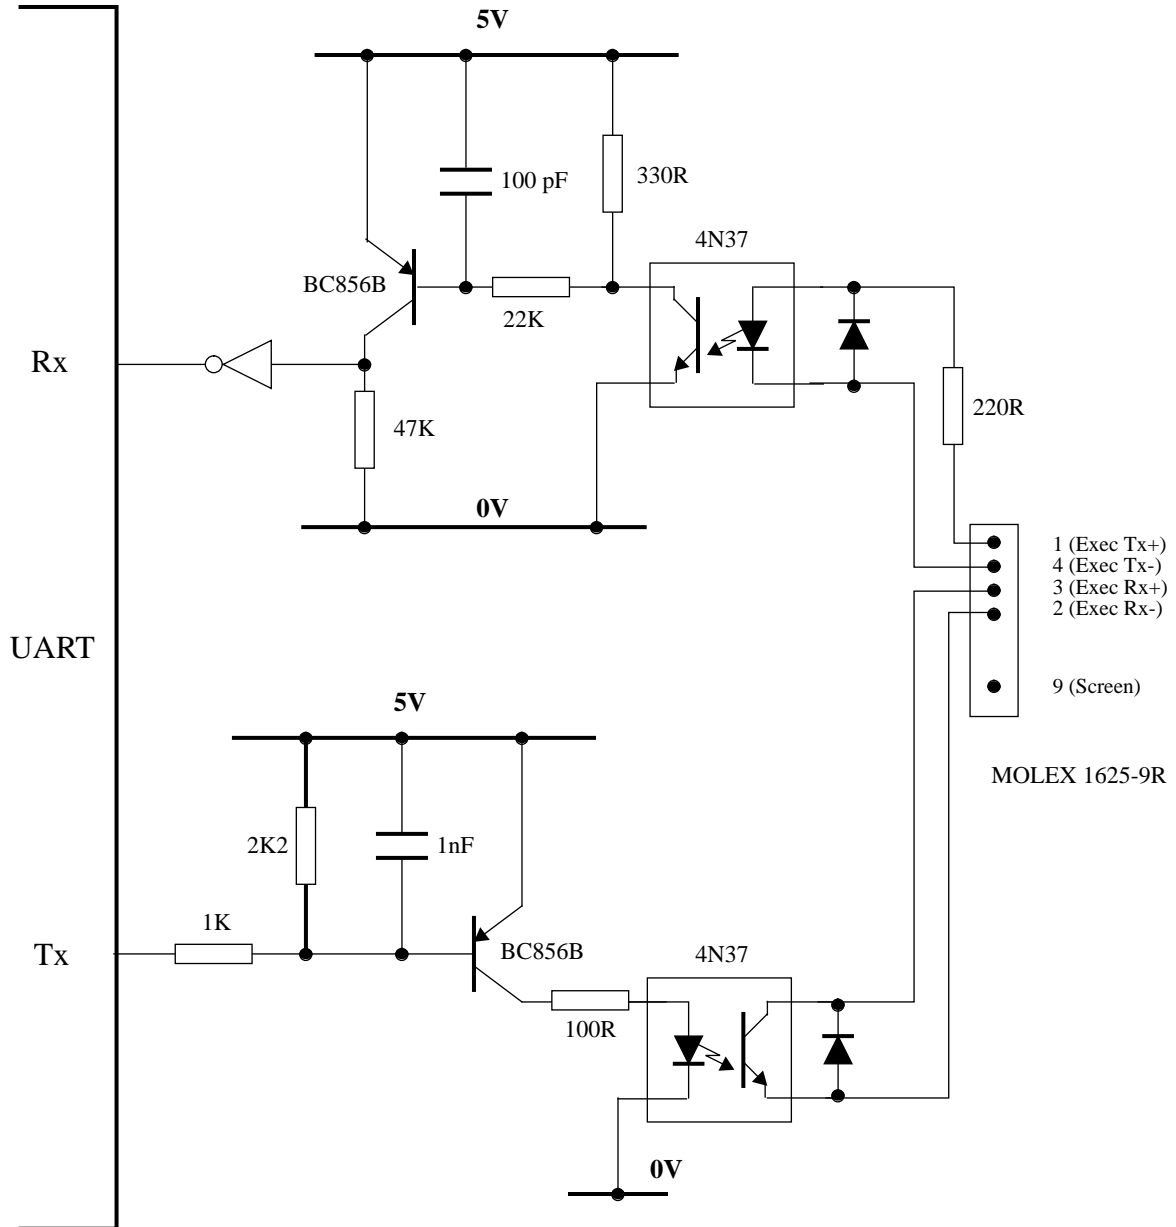 5V
100 pF
330R
4N37
BC856B
22K
Rx
47K
220R
0V
1 (Exec Tx+)
4 (Exec Tx-)
3 (Exec Rx+)
2 (Exec Rx-)
UART
9 (Screen)
5V
MOLEX 1625-9R
2K2
1nF
1K
Tx
BC856B
4N37
100R
0V